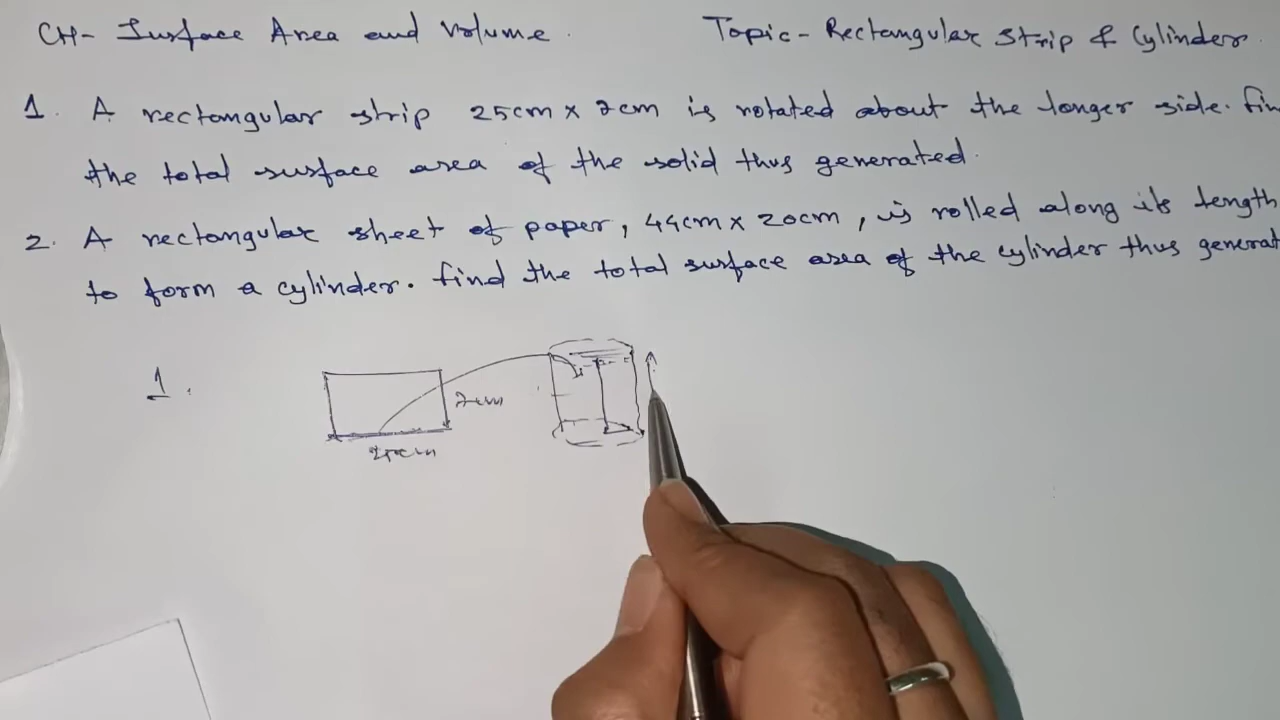 CH- Surface Area and Volume.
Topic- Rectangular Strip & Cylinder.
1. A rectangular strip 25cm x 7cm is rotated about the longer side. Fin
the total surface area of the solid thus generated.
2. A rectangular sheet of paper, 44cm x 20cm, is rolled along its length
to form a cylinder. Find the total surface area of the cylinder thus generat
1.
7cm
25cm